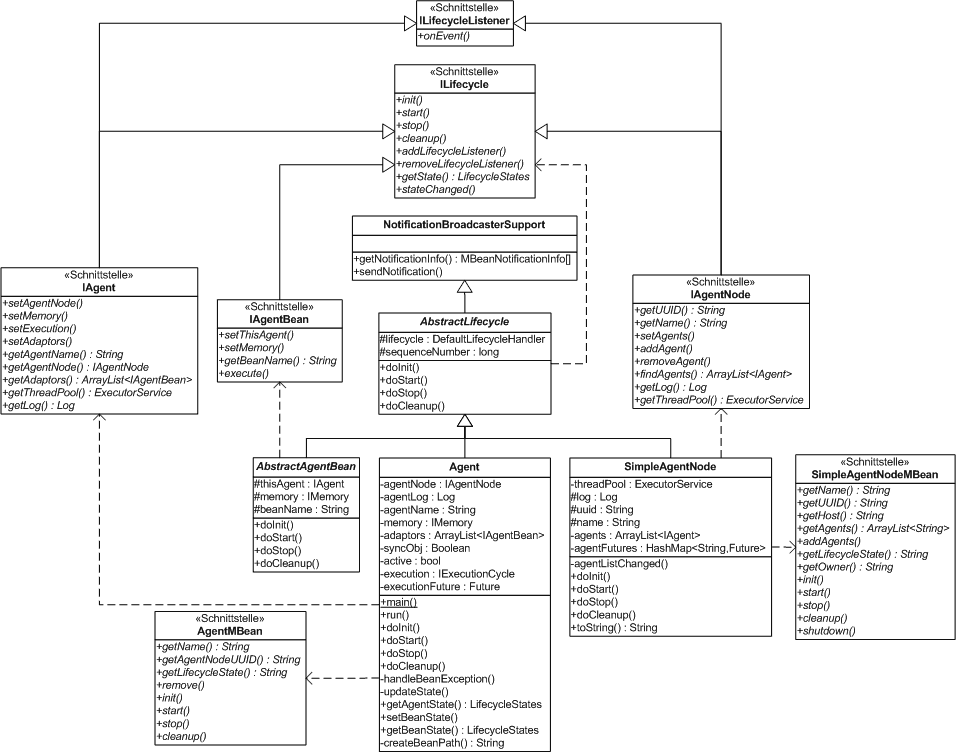 «Schnittstelle»
ILifecycleListener
+onEvent()
«Schnittstelle»
ILifecycle
+init()
+start()
+stop()
+cleanup()
+addLifecycleListener()
+removeLifecycleListener()
+getState() : LifecycleStates
+stateChanged()
NotificationBroadcasterSupport
+getNotificationInfo() : MBeanNotificationInfo[]
+sendNotification()
«Schnittstelle»
IAgent
+setAgentNode()
+setMemory()
+setExecution()
+setAdaptors()
+getAgentName() : String
+getAgentNode() : IAgentNode
+getAdaptors() : ArrayList<IAgentBean>
+getThreadPool() : ExecutorService
+getLog() : Log
«Schnittstelle»
IAgentBean
+setThisAgent()
+setMemory()
+getBeanName() : String
+execute()
AbstractLifecycle
#lifecycle : DefaultLifecycleHandler
#sequenceNumber : long
+doInit()
+doStart()
+doStop()
+doCleanup()
«Schnittstelle»
IAgentNode
+getUUID() : String
+getName() : String
+setAgents()
+addAgent()
+removeAgent()
+findAgents() : ArrayList<IAgent>
+getLog() : Log
+getThreadPool() : ExecutorService
AbstractAgentBean
#thisAgent : IAgent
#memory : IMemory
#beanName : String
+doInit()
+doStart()
+doStop()
+doCleanup()
Agent
-agentNode : IAgentNode
-agentLog : Log
-agentName : String
-memory : IMemory
-adaptors : ArrayList<IAgentBean>
-syncObj : Boolean
-active : bool
-execution : IExecutionCycle
-executionFuture : Future
+main()
+run()
+doInit()
+doStart()
+doStop()
+doCleanup()
-handleBeanException()
-updateState()
+getAgentState() : LifecycleStates
+setBeanState()
+getBeanState() : LifecycleStates
-createBeanPath() : String
SimpleAgentNode
-threadPool : ExecutorService
#log : Log
#uuid : String
#name : String
-agents : ArrayList<IAgent>
-agentFutures : HashMap<String,Future>
-agentListChanged()
+doInit()
+doStart()
+doStop()
+doCleanup()
+toString() : String
«Schnittstelle»
SimpleAgentNodeMBean
+getName() : String
+getUUID() : String
+getHost() : String
+getAgents() : ArrayList<String>
+addAgents()
+getLifecycleState() : String
+getOwner() : String
+init()
+start()
+stop()
+cleanup()
+shutdown()
«Schnittstelle»
AgentMBean
+getName() : String
+getAgentNodeUUID() : String
+getLifecycleState() : String
+remove()
+init()
+start()
+stop()
+cleanup()